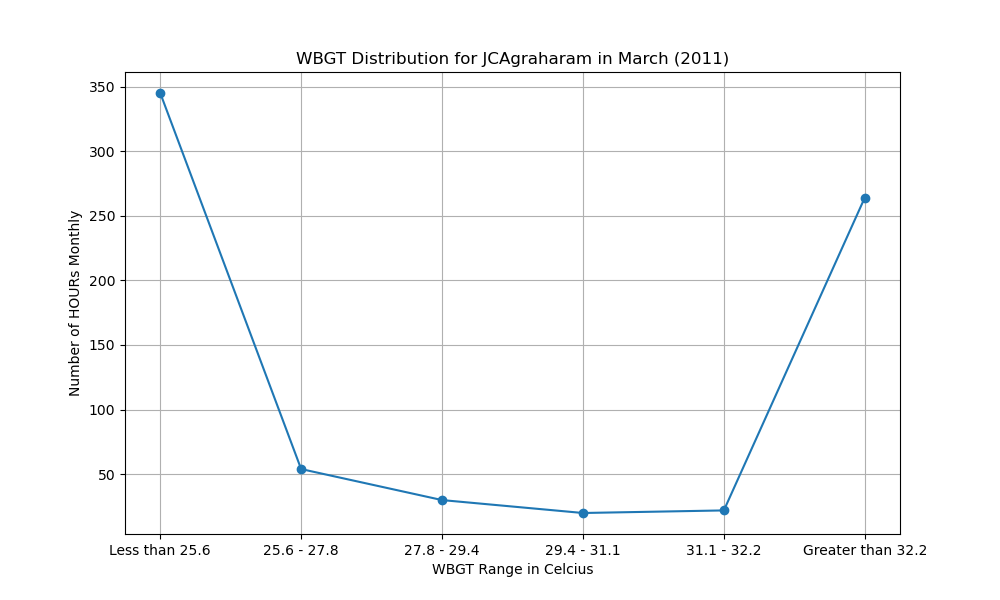 WBGT Distribution for JCAgraharam in March (2011)
Number of HOURs Monthly
350
300
250
200
150
100
50
Less than 25.6
25.6 - 27.8
27.8 - 29.4
29.4 - 31.1
31.1 - 32.2
Greater than 32.2
WBGT Range in Celcius